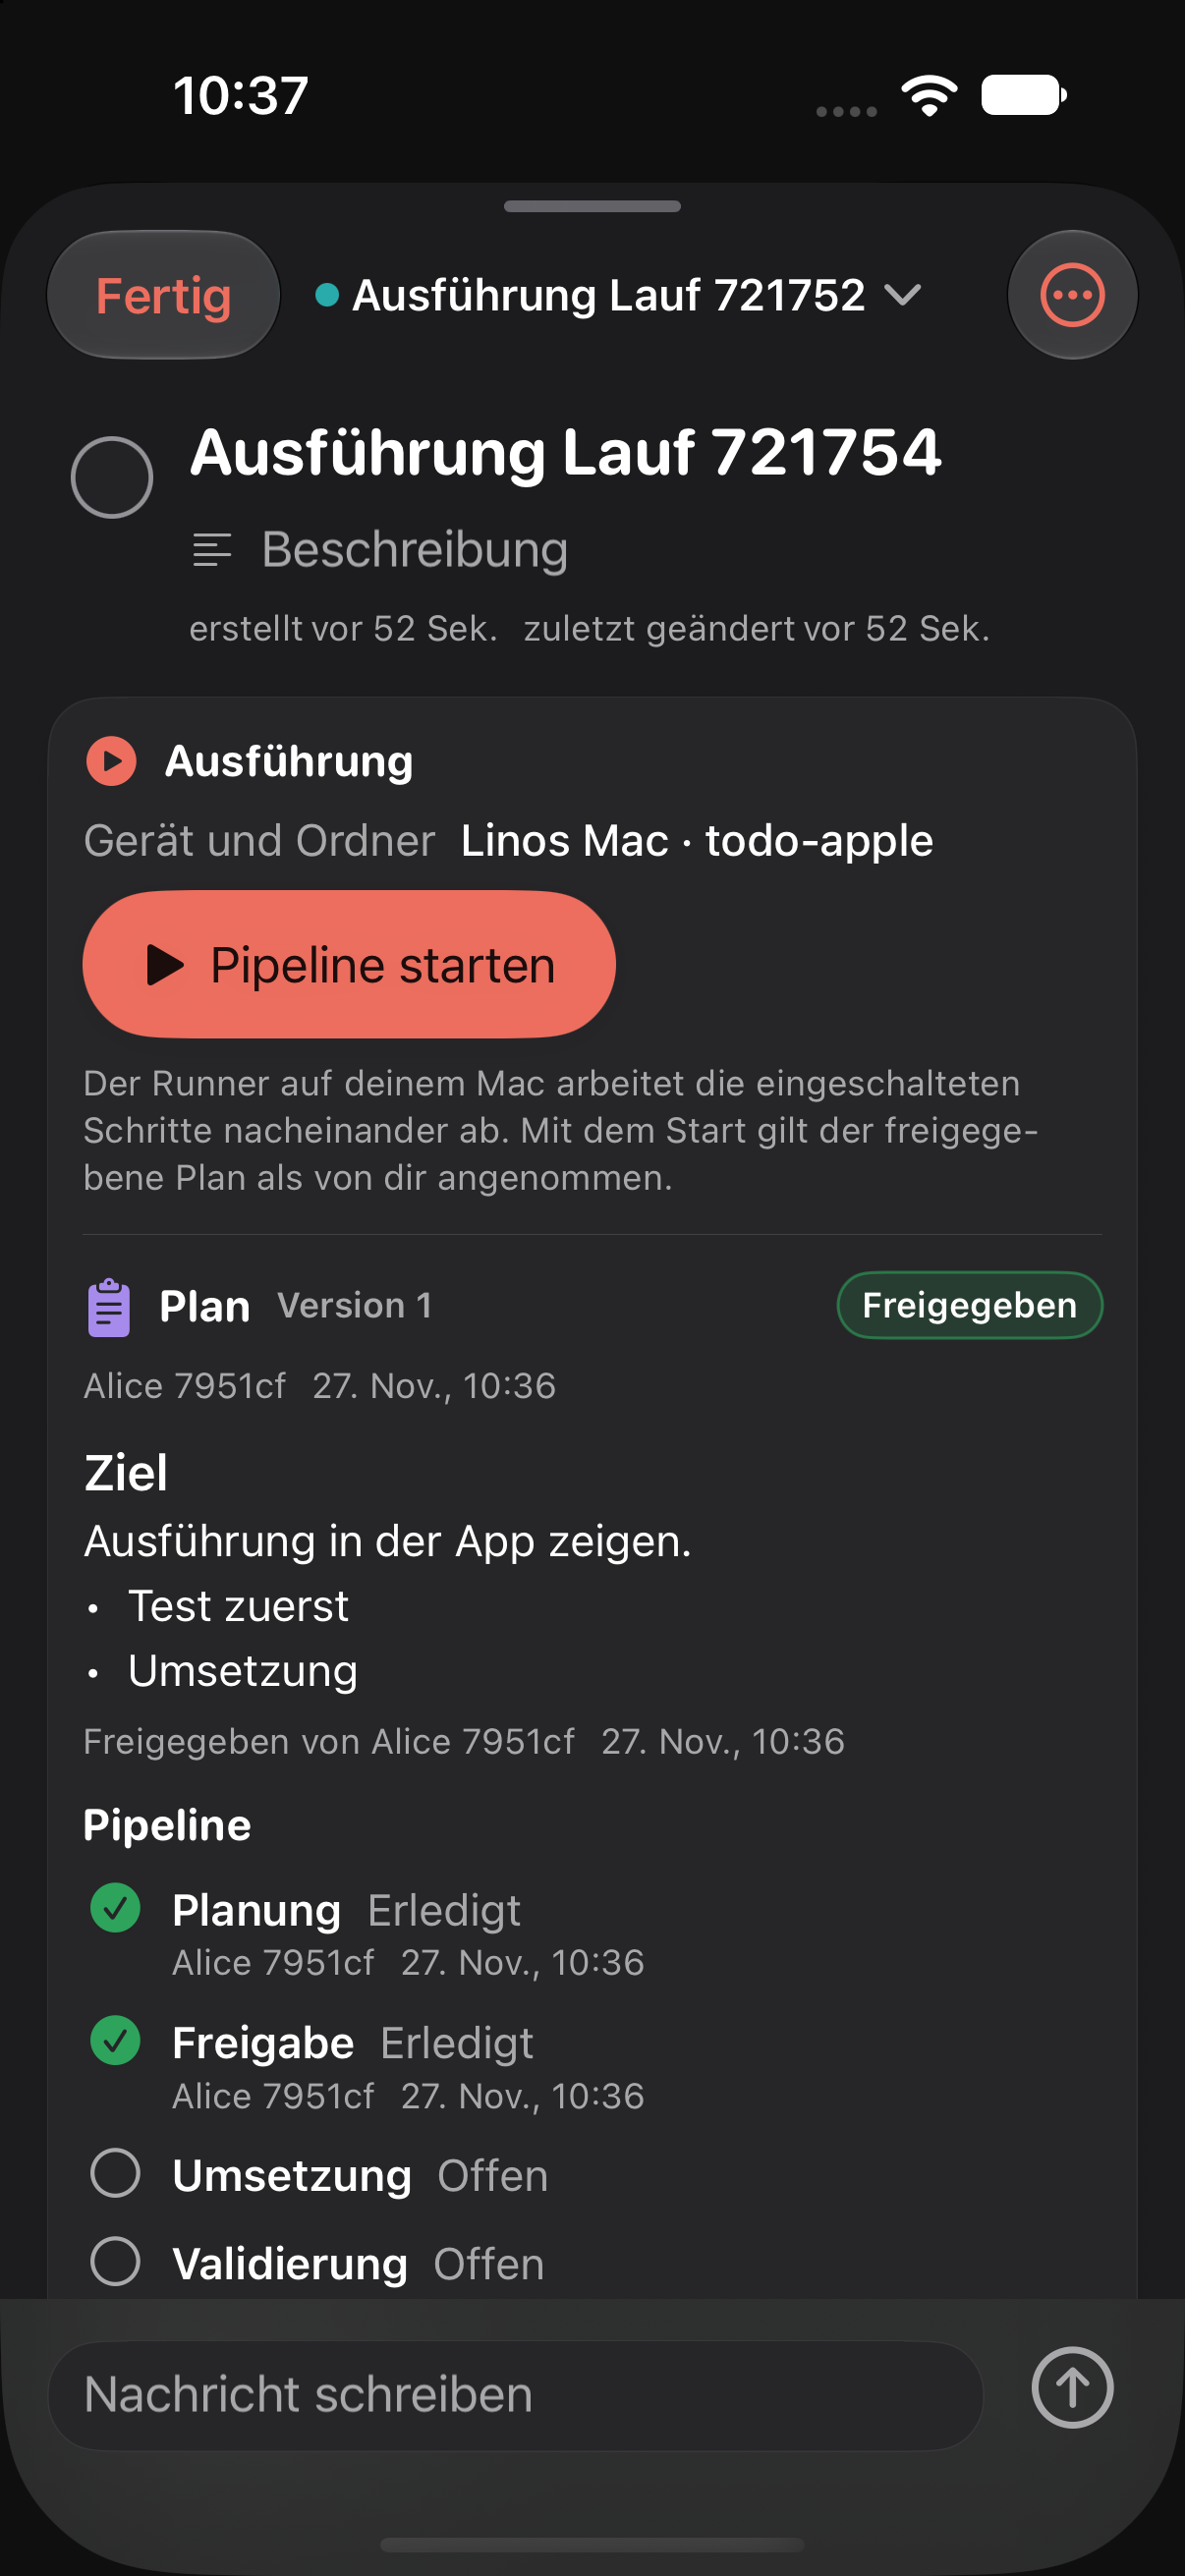 10:37
Fertig
Ausführung Lauf 721752
Ausführung Lauf 721754
Beschreibung
erstellt vor 52 Sek. zuletzt geändert vor 52 Sek.
Ausführung
Gerät und Ordner Linos Mac · todo-apple
Pipeline starten
Der Runner auf deinem Mac arbeitet die eingeschalteten
Schritte nacheinander ab. Mit dem Start gilt der freigege-
bene Plan als von dir angenommen.
Plan Version 1 Freigegeben
Alice 7951cf 27. Nov., 10:36
Ziel
Ausführung in der App zeigen.
• Test zuerst
• Umsetzung
Freigegeben von Alice 7951cf 27. Nov., 10:36
Pipeline
Planung Erledigt
Alice 7951cf 27. Nov., 10:36
Freigabe Erledigt
Alice 7951cf 27. Nov., 10:36
Umsetzung Offen
Validierung Offen
Nachricht schreiben